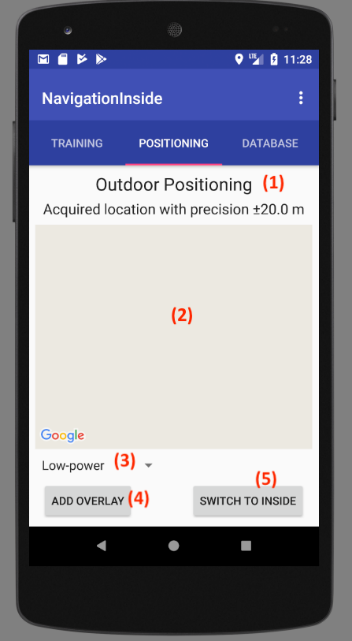 11:28
NavigationInside
TRAINING POSITIONING DATABASE
Outdoor Positioning (1)
Acquired location with precision ±20.0 m
(2)
Google
Low-power (3)
(5)
ADD OVERLAY (4) SWITCH TO INSIDE